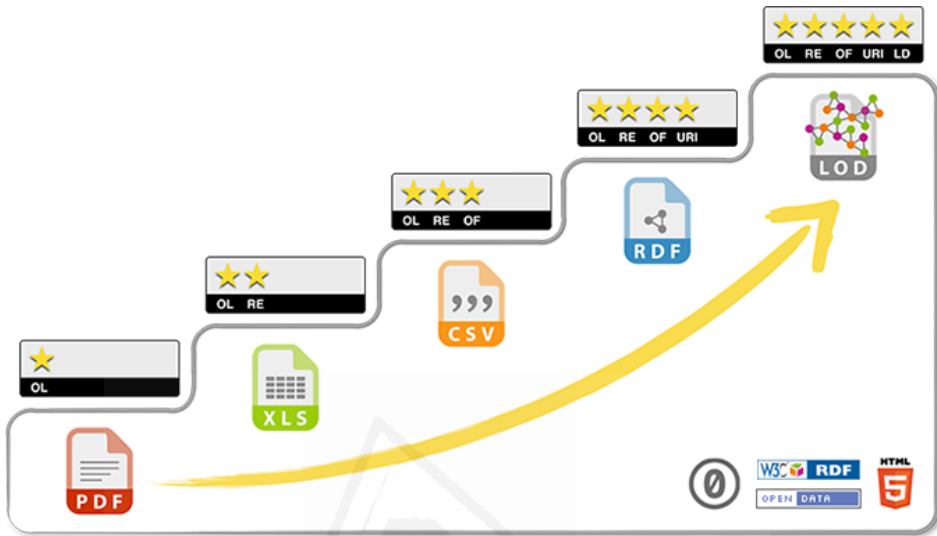 OL RE OF URI LD
OL RE OF URI
LOD
OL RE OF
RDF
OL RE
CSV
OL
XLS
PDF
0
W3C RDF
HTML
5
OPEN DATA